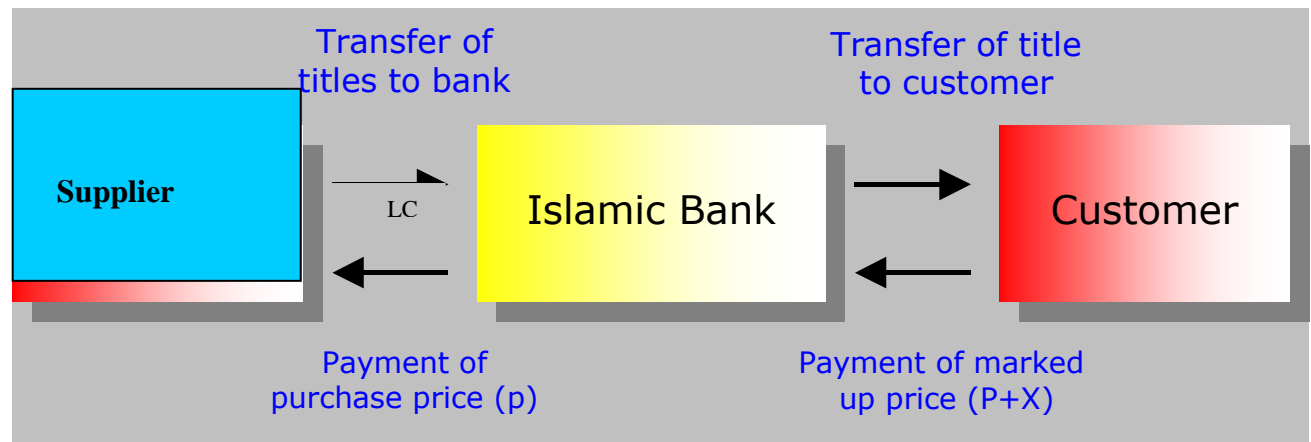 Transfer of
titles to bank
Transfer of title
to customer
Supplier
LC
Islamic Bank
Customer
Payment of
purchase price (p)
Payment of marked
up price (P+X)